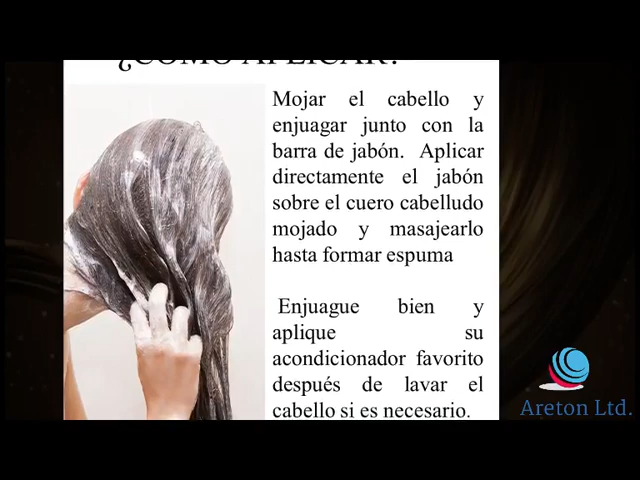 ¿CÓMO APLICAR?
Mojar el cabello y
enjuagar junto con la
barra de jabón. Aplicar
directamente el jabón
sobre el cuero cabelludo
mojado y masajearlo
hasta formar espuma
Enjuague bien y
aplique su
acondicionador favorito
después de lavar el
cabello si es necesario.
Areton Ltd.